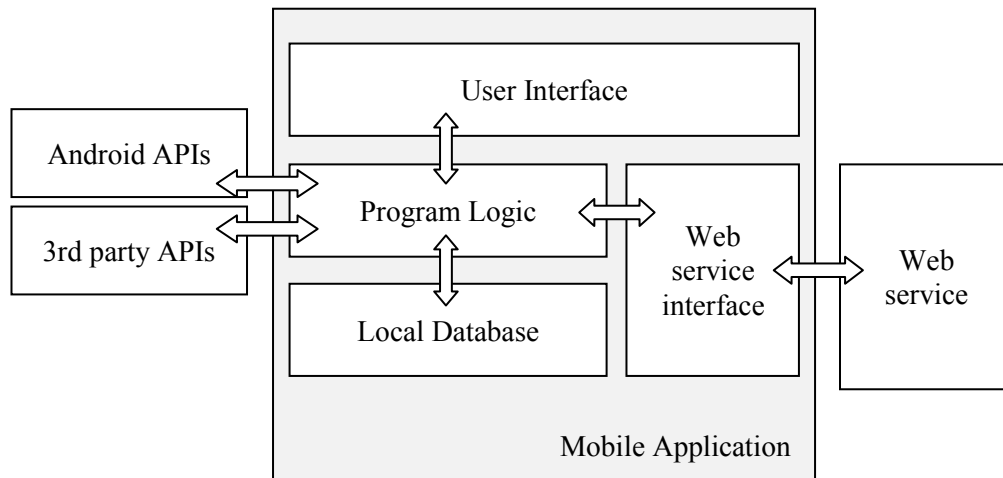 User Interface
Android APIs
Program Logic
3rd party APIs
Web
service
interface
Web
service
Local Database
Mobile Application